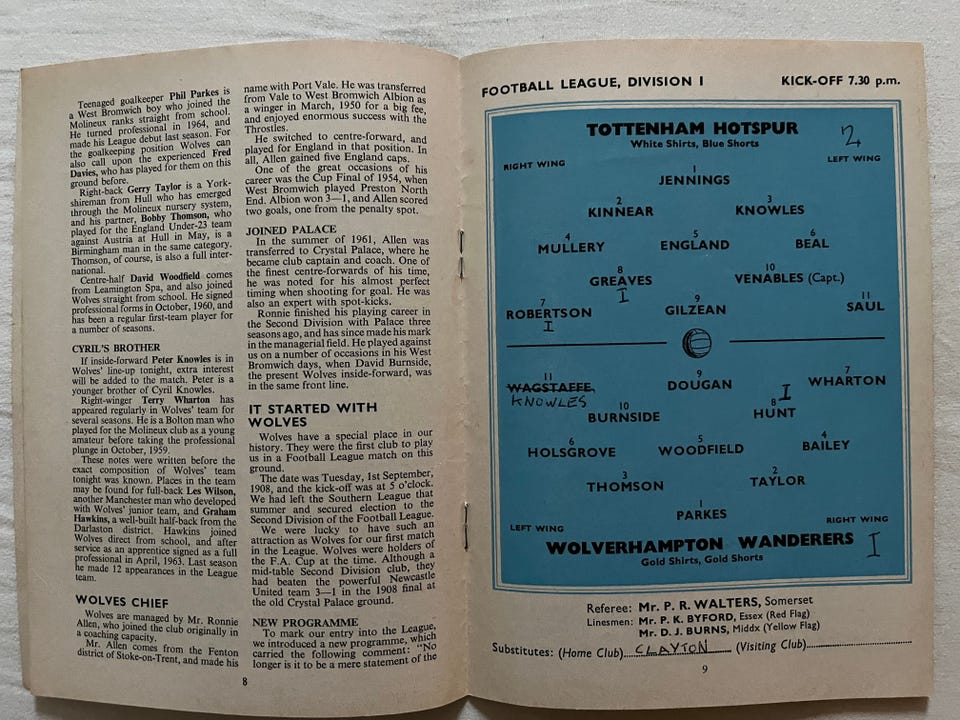 Teenaged goalkeeper Phil Parkes is
a West Bromwich boy who joined the
Molineux ranks straight from school.
He turned professional in 1964, and
made his League debut last season. For
the goalkeeping position Wolves can
also call upon the experienced Fred
Davies, who has played for them on this
ground before.
Right-back Gerry Taylor is a York-
shireman from Hull who has emerged
through the Molineux nursery system,
and his partner, Bobby Thomson, who
played for the England Under-23 team
against Austria at Hull in May, is a
Birmingham man in the same category.
Thomson, of course, is also a full inter-
national.
Centre-half David Woodfield comes
from Leamington Spa, and also joined
Wolves straight from school. He signed
professional forms in October, 1960, and
has been a regular first-team player for
a number of seasons.
CYRIL'S BROTHER
If inside-forward Peter Knowles is in
Wolves' line-up tonight, extra interest
will be added to the match. Peter is a
younger brother of Cyril Knowles.
Right-winger Terry Wharton has
appeared regularly in Wolves' team for
several seasons. He is a Bolton man who
played for the Molineux club as a young
amateur before taking the professional
plunge in October, 1959.
These notes were written before the
exact composition of Wolves' team
tonight was known. Places in the team
may be found for full-back Les Wilson,
another Manchester man who developed
with Wolves' junior team, and Graham
Hawkins, a well-built half-back from the
Darlaston district. Hawkins joined
Wolves direct from school, and after
service as an apprentice signed as a full
professional in April, 1963. Last season
he made 12 appearances in the League
team.
WOLVES CHIEF
Wolves are managed by Mr. Ronnie
Allen, who joined the club originally in
a coaching capacity.
Mr. Allen comes from the Fenton
district of Stoke-on-Trent, and made his
name with Port Vale. He was transferred
from Vale to West Bromwich Albion as
a winger in March, 1950 for a big fee,
and enjoyed enormous success with the
Throstles.
He switched to centre-forward, and
played for England in that position. In
all, Allen gained five England caps.
One of the great occasions of his
career was the Cup Final of 1954, when
West Bromwich played Preston North
End. Albion won 3—1, and Allen scored
two goals, one from the penalty spot.
JOINED PALACE
In the summer of 1961, Allen was
transferred to Crystal Palace, where he
became club captain and coach. One of
the finest centre-forwards of his time,
he was noted for his almost perfect
timing when shooting for goal. He was
also an expert with spot-kicks.
Ronnie finished his playing career in
the Second Division with Palace three
seasons ago, and has since made his mark
in the managerial field. He played against
us on a number of occasions in his West
Bromwich days, when David Burnside,
the present Wolves inside-forward, was
in the same front line.
IT STARTED WITH
WOLVES
Wolves have a special place in our
history. They were the first club to play
us in a Football League match on this
ground.
The date was Tuesday, 1st September,
1908, and the kick-off was at 5 o'clock.
We had left the Southern League that
summer and secured election to the
Second Division of the Football League.
We were lucky to have such an
attraction as Wolves for our first match
in the League. Wolves were holders of
the F.A. Cup at the time. Although a
mid-table Second Division club, they
had beaten the powerful Newcastle
United team 3—1 in the 1908 final at
the old Crystal Palace ground.
NEW PROGRAMME
To mark our entry into the League,
we introduced a new programme, which
carried the following comment: "No
longer is it to be a mere statement of the
8
FOOTBALL LEAGUE, DIVISION I KICK-OFF 7.30 p.m.
TOTTENHAM HOTSPUR 2
White Shirts, Blue Shorts
RIGHT WING LEFT WING
1
JENNINGS
2 3
KINNEAR KNOWLES
4 5 6
MULLERY ENGLAND BEAL
8 10
GREAVES VENABLES (Capt.)
I
7 9 11
ROBERTSON GILZEAN SAUL
I
11 9 7
WAGSTAFFE DOUGAN WHARTON
KNOWLES I
10 8
BURNSIDE HUNT
6 5 4
HOLSGROVE WOODFIELD BAILEY
3 2
THOMSON TAYLOR
1
PARKES
LEFT WING RIGHT WING
WOLVERHAMPTON WANDERERS I
Gold Shirts, Gold Shorts
Referee: Mr. P. R. WALTERS, Somerset
Linesmen: Mr. P. K. BYFORD, Essex (Red Flag)
Mr. D. J. BURNS, Middx (Yellow Flag)
Substitutes: (Home Club) CLAYTON (Visiting Club)
9